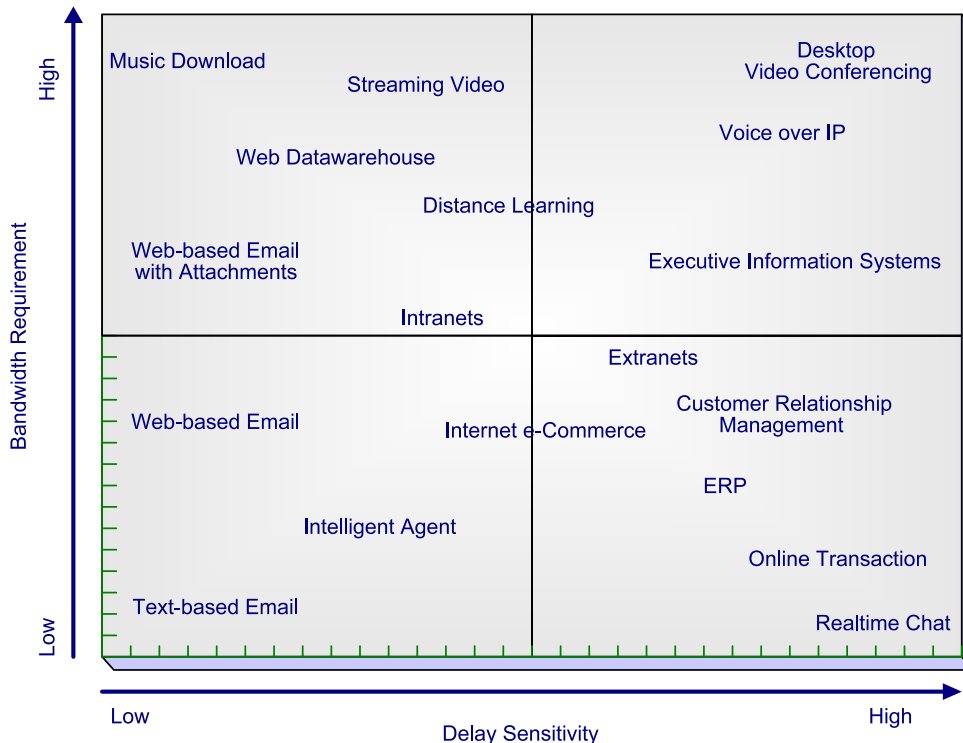 High
Music Download
Desktop
Video Conferencing
Streaming Video
Voice over IP
Web Datawarehouse
Distance Learning
Web-based Email
with Attachments
Executive Information Systems
Intranets
Bandwidth Requirement
Extranets
Web-based Email
Internet e-Commerce
Customer Relationship
Management
ERP
Intelligent Agent
Online Transaction
Text-based Email
Realtime Chat
Low
Low
High
Delay Sensitivity